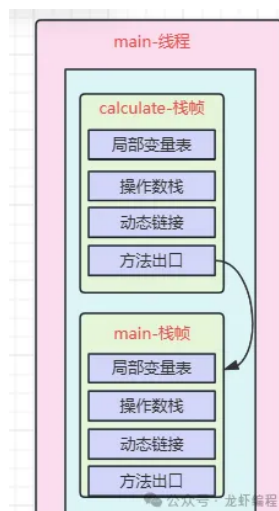 main-线程
calculate-栈帧
局部变量表
操作数栈
动态链接
方法出口
main-栈帧
局部变量表
操作数栈
动态链接
方法出口
公众号 · 龙虾编程